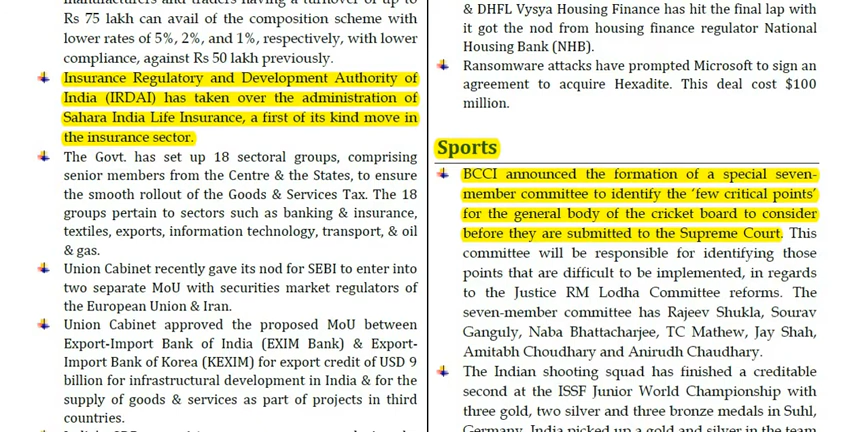 manufacturers and traders having a turnover of up to
Rs 75 lakh can avail of the composition scheme with
lower rates of 5%, 2%, and 1%, respectively, with lower
compliance, against Rs 50 lakh previously.
Insurance Regulatory and Development Authority of
India (IRDAI) has taken over the administration of
Sahara India Life Insurance, a first of its kind move in
the insurance sector.
The Govt. has set up 18 sectoral groups, comprising
senior members from the Centre & the States, to ensure
the smooth rollout of the Goods & Services Tax. The 18
groups pertain to sectors such as banking & insurance,
textiles, exports, information technology, transport, & oil
& gas.
Union Cabinet recently gave its nod for SEBI to enter into
two separate MoU with securities market regulators of
the European Union & Iran.
Union Cabinet approved the proposed MoU between
Export-Import Bank of India (EXIM Bank) & Export-
Import Bank of Korea (KEXIM) for export credit of USD 9
billion for infrastructural development in India & for the
supply of goods & services as part of projects in third
countries.
& DHFL Vysya Housing Finance has hit the final lap with
it got the nod from housing finance regulator National
Housing Bank (NHB).
Ransomware attacks have prompted Microsoft to sign an
agreement to acquire Hexadite. This deal cost $100
million.
Sports
BCCI announced the formation of a special seven-
member committee to identify the 'few critical points'
for the general body of the cricket board to consider
before they are submitted to the Supreme Court. This
committee will be responsible for identifying those
points that are difficult to be implemented, in regards
to the Justice RM Lodha Committee reforms. The
seven-member committee has Rajeev Shukla, Sourav
Ganguly, Naba Bhattacharjee, TC Mathew, Jay Shah,
Amitabh Choudhary and Anirudh Chaudhary.
The Indian shooting squad has finished a creditable
second at the ISSF Junior World Championship with
three gold, two silver and three bronze medals in Suhl,
Germany. India picked up a gold and silver in the team